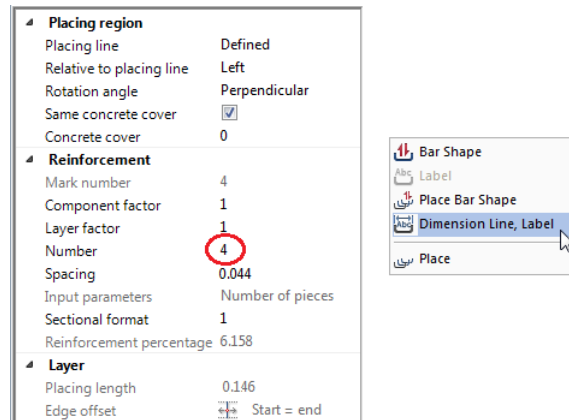 Placing region
Placing line Defined
Relative to placing line Left
Rotation angle Perpendicular
Same concrete cover
Concrete cover 0
Reinforcement
Mark number 4
Component factor 1
Layer factor 1
Number 4
Spacing 0.044
Input parameters Number of pieces
Sectional format 1
Reinforcement percentage 6.158
Layer
Placing length 0.146
Edge offset Start = end
Bar Shape
Abc Label
Place Bar Shape
Abc Dimension Line, Label
Place